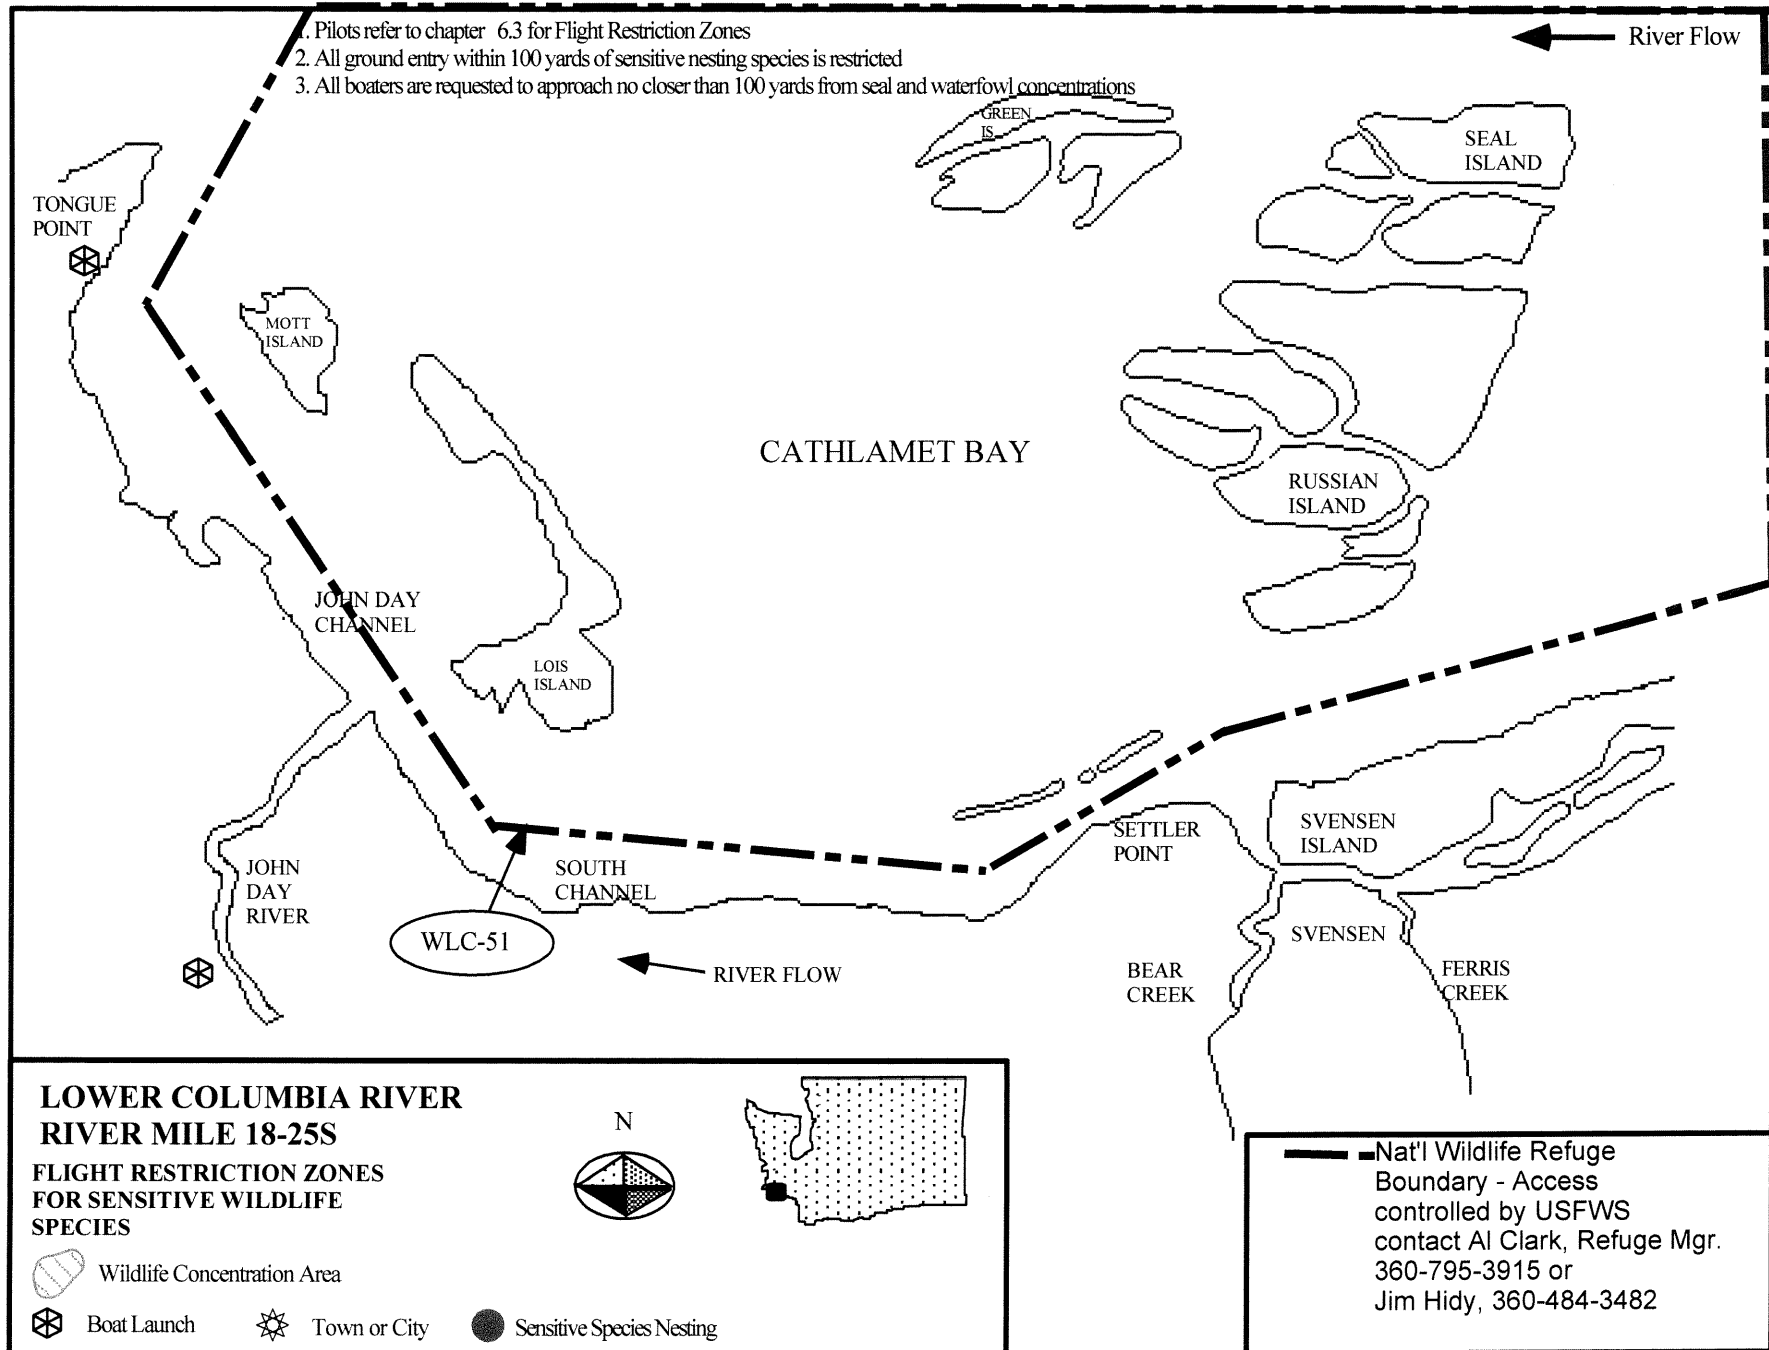 1. Pilots refer to chapter 6.3 for Flight Restriction Zones
2. All ground entry within 100 yards of sensitive nesting species is restricted
3. All boaters are requested to approach no closer than 100 yards from seal and waterfowl concentrations
River Flow
GREEN
IS
SEAL
ISLAND
TONGUE
POINT
MOTT
ISLAND
CATHLAMET BAY
RUSSIAN
ISLAND
JOHN DAY
CHANNEL
LOIS
ISLAND
SETTLER
POINT
SVENSEN
ISLAND
JOHN
DAY
RIVER
SOUTH
CHANNEL
WLC-51
RIVER FLOW
SVENSEN
BEAR
CREEK
FERRIS
CREEK
LOWER COLUMBIA RIVER
RIVER MILE 18-25S
FLIGHT RESTRICTION ZONES
FOR SENSITIVE WILDLIFE
SPECIES
N
Wildlife Concentration Area
Boat Launch
Town or City
Sensitive Species Nesting
Nat'l Wildlife Refuge
Boundary - Access
controlled by USFWS
contact Al Clark, Refuge Mgr.
360-795-3915 or
Jim Hidy, 360-484-3482